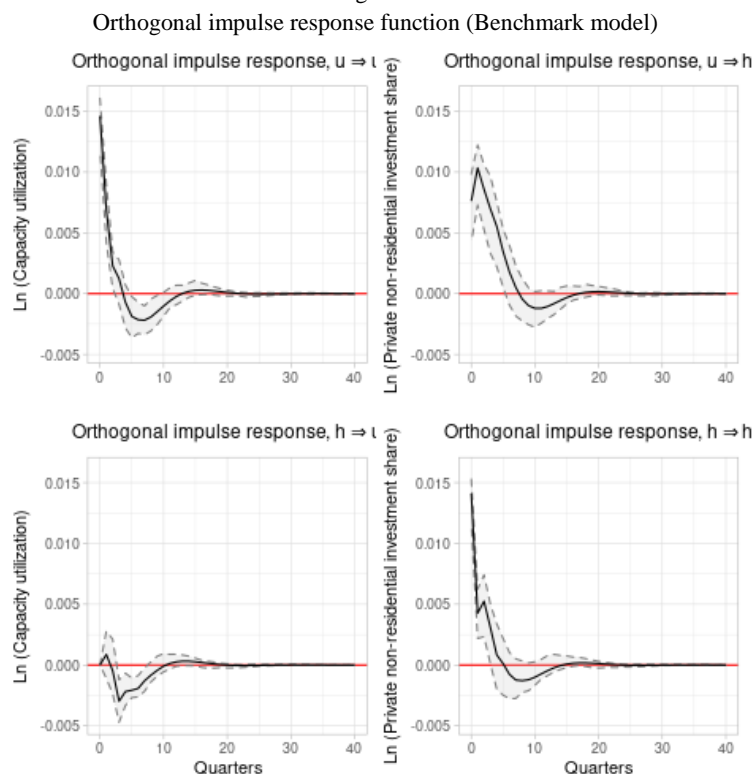 Orthogonal impulse response function (Benchmark model)
Orthogonal impulse response, u ⇒ u
Ln (Capacity utilization)
0.015
0.010
0.005
0.000
-0.005
0 10 20 30 40
Orthogonal impulse response, u ⇒ h
Ln (Private non-residential investment share)
0.015
0.010
0.005
0.000
-0.005
0 10 20 30 40
Orthogonal impulse response, h ⇒ u
Ln (Capacity utilization)
0.015
0.010
0.005
0.000
-0.005
0 10 20 30 40
Quarters
Orthogonal impulse response, h ⇒ h
Ln (Private non-residential investment share)
0.015
0.010
0.005
0.000
-0.005
0 10 20 30 40
Quarters